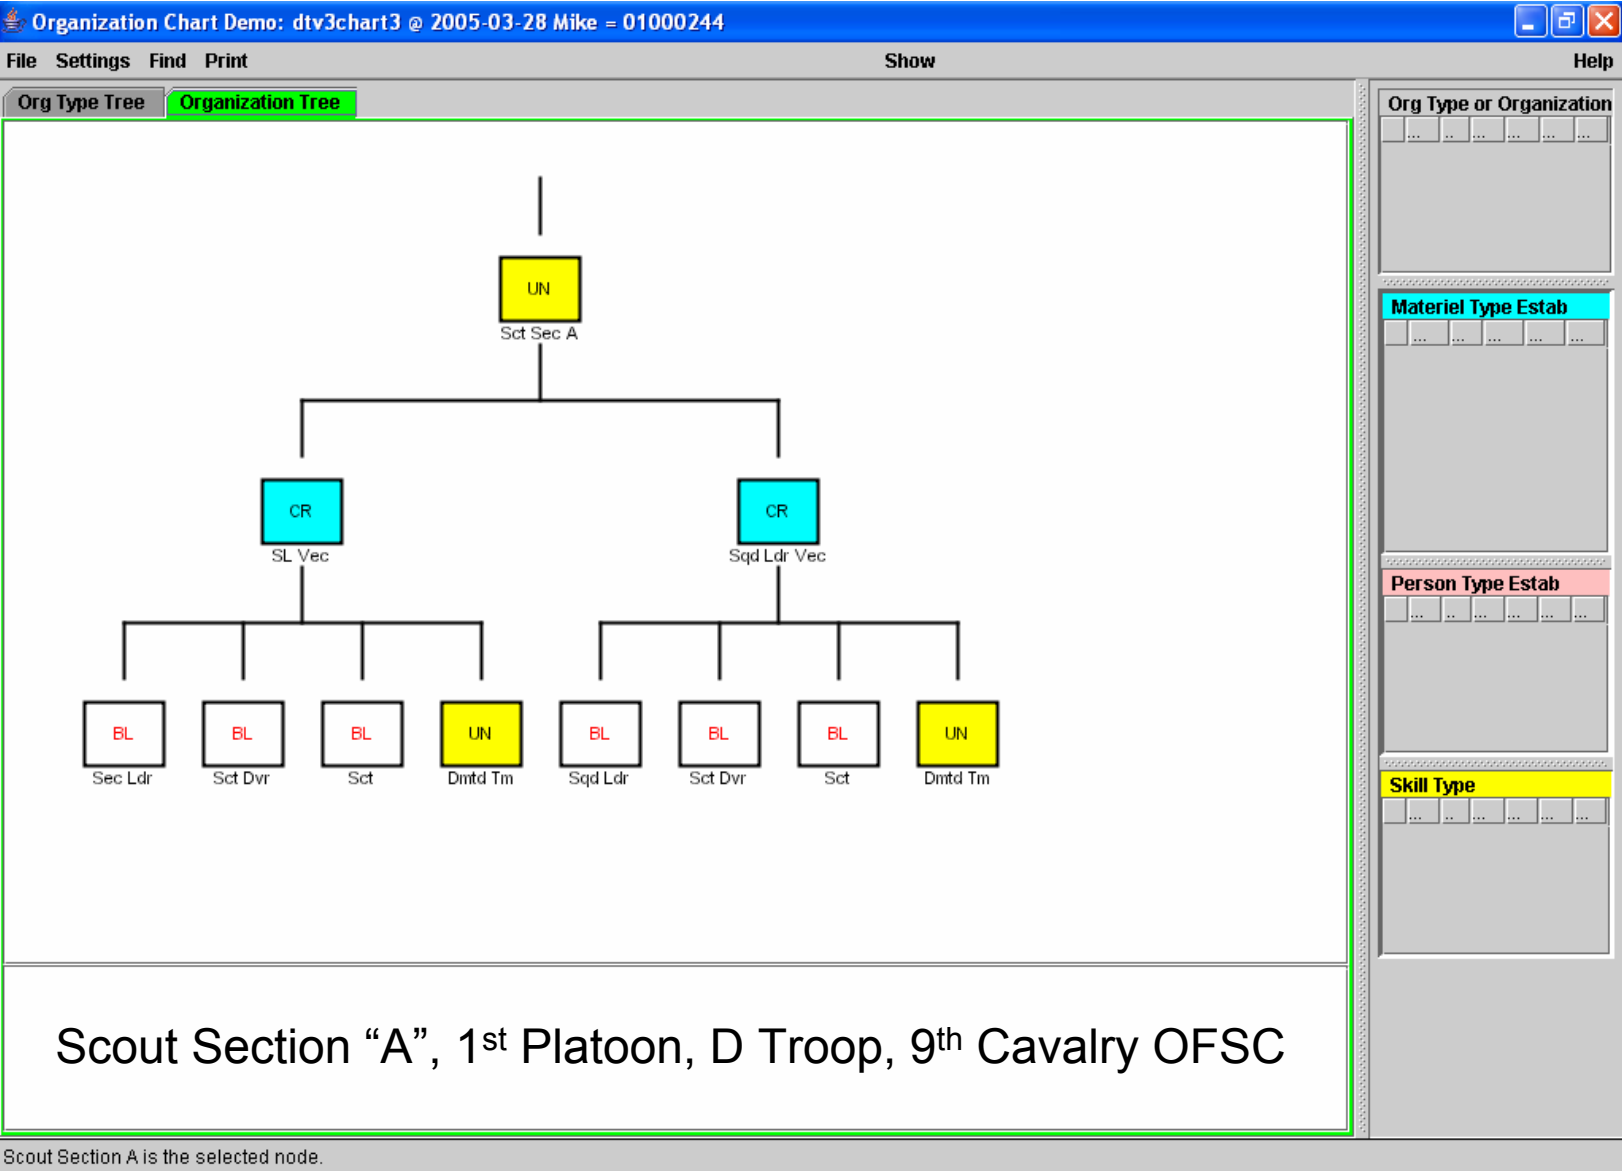 Organization Chart Demo: dtv3chart3 @ 2005-03-28 Mike = 01000244
File Settings Find Print Show Help
Org Type Tree Organization Tree
Org Type or Organization
... .. ... ... ... ...
UN
Sct Sec A
Materiel Type Estab
... ... ... ... ...
CR CR
SL Vec Sqd Ldr Vec
Person Type Estab
... .. ... ... ... ...
BL BL BL UN BL BL BL UN
Sec Ldr Sct Dvr Sct Dmtd Tm Sqd Ldr Sct Dvr Sct Dmtd Tm
Skill Type
... .. ... ... ... ...
Scout Section “A”, 1st Platoon, D Troop, 9th Cavalry OFSC
Scout Section A is the selected node.